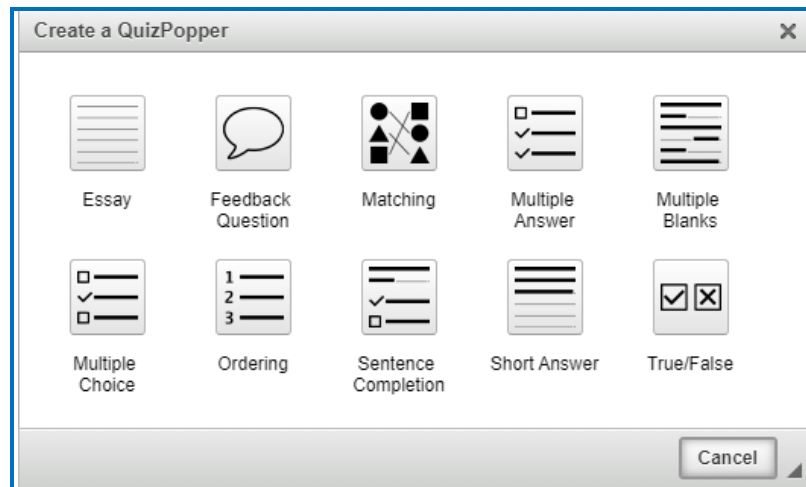 Create a QuizPopper
Essay
Feedback
Question
Matching
Multiple
Answer
Multiple
Blanks
1
2
3
Multiple
Choice
Ordering
Sentence
Completion
Short Answer
True/False
Cancel